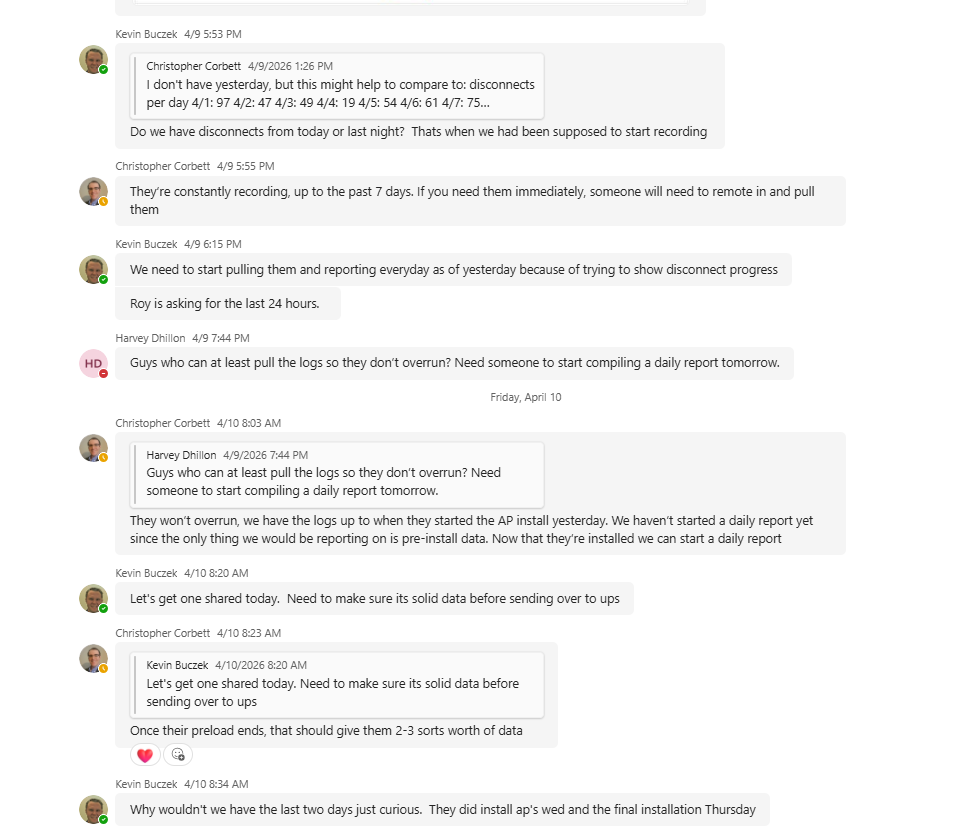 Kevin Buczek 4/9 5:53 PM
Christopher Corbett 4/9/2026 1:26 PM
I don't have yesterday, but this might help to compare to: disconnects
per day 4/1: 97 4/2: 47 4/3: 49 4/4: 19 4/5: 54 4/6: 61 4/7: 75...
Do we have disconnects from today or last night? Thats when we had been supposed to start recording
Christopher Corbett 4/9 5:55 PM
They're constantly recording, up to the past 7 days. If you need them immediately, someone will need to remote in and pull
them
Kevin Buczek 4/9 6:15 PM
We need to start pulling them and reporting everyday as of yesterday because of trying to show disconnect progress
Roy is asking for the last 24 hours.
Harvey Dhillon 4/9 7:44 PM
HD
Guys who can at least pull the logs so they don't overrun? Need someone to start compiling a daily report tomorrow.
Friday, April 10
Christopher Corbett 4/10 8:03 AM
Harvey Dhillon 4/9/2026 7:44 PM
Guys who can at least pull the logs so they don't overrun? Need
someone to start compiling a daily report tomorrow.
They won't overrun, we have the logs up to when they started the AP install yesterday. We haven't started a daily report yet
since the only thing we would be reporting on is pre-install data. Now that they're installed we can start a daily report
Kevin Buczek 4/10 8:20 AM
Let's get one shared today. Need to make sure its solid data before sending over to ups
Christopher Corbett 4/10 8:23 AM
Kevin Buczek 4/10/2026 8:20 AM
Let's get one shared today. Need to make sure its solid data before
sending over to ups
Once their preload ends, that should give them 2-3 sorts worth of data
Kevin Buczek 4/10 8:34 AM
Why wouldn't we have the last two days just curious. They did install ap's wed and the final installation Thursday